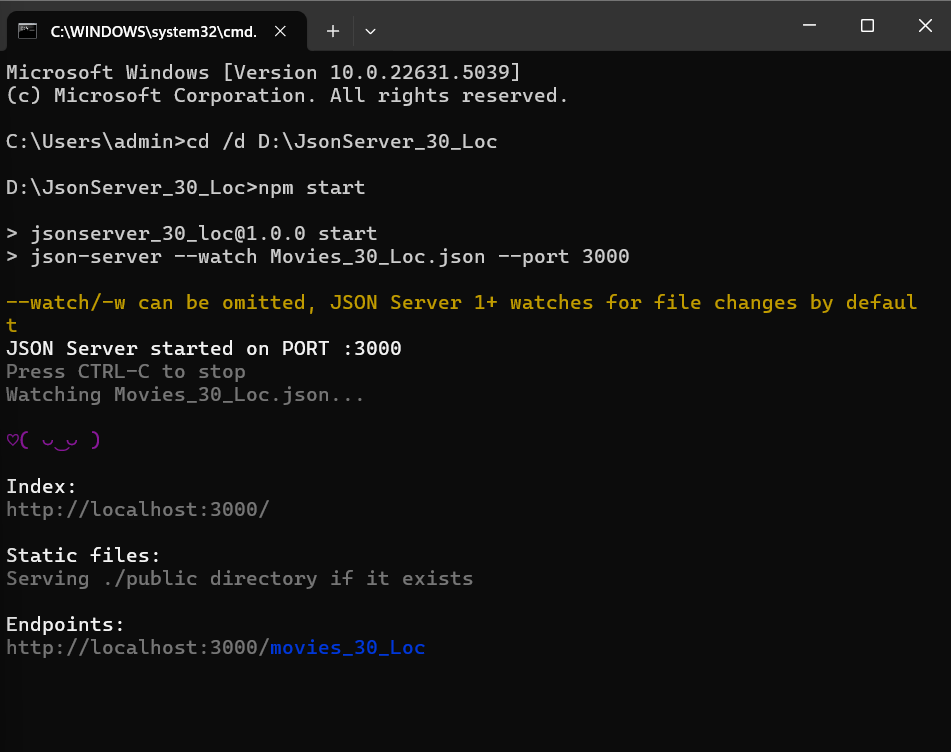 C:\WINDOWS\system32\cmd.
Microsoft Windows [Version 10.0.22631.5039]
(c) Microsoft Corporation. All rights reserved.
C:\Users\admin>cd /d D:\JsonServer_30_Loc
D:\JsonServer_30_Loc>npm start
> jsonserver_30_loc@1.0.0 start
> json-server --watch Movies_30_Loc.json --port 3000
--watch/-w can be omitted, JSON Server 1+ watches for file changes by defaul
t
JSON Server started on PORT :3000
Press CTRL-C to stop
Watching Movies_30_Loc.json...
♡( ᴗ͜ᴗ )
Index:
http://localhost:3000/
Static files:
Serving ./public directory if it exists
Endpoints:
http://localhost:3000/movies_30_Loc